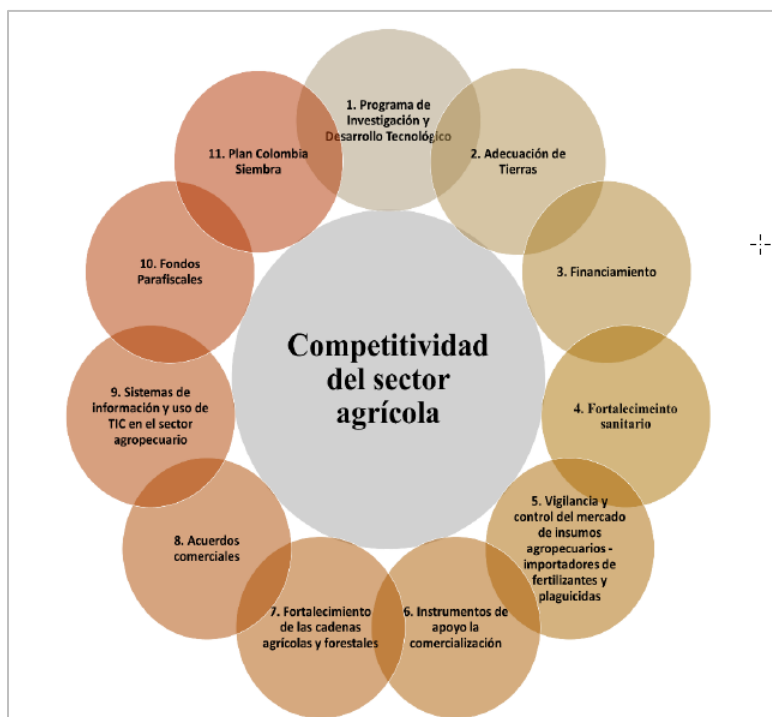 Competitividad
del sector
agrícola
1. Programa de
Investigación y
Desarrollo Tecnológico
2. Adecuación de
Tierras
3. Financiamiento
4. Fortalecimeinto
sanitario
5. Vigilancia y
control del mercado
de insumos
agropecuarios -
importadores de
fertilizantes y
plaguicidas
6. Instrumentos de
apoyo la
comercialización
7. Fortalecimiento
de las cadenas
agrícolas y forestales
8. Acuerdos
comerciales
9. Sistemas de
información y uso de
TIC en el sector
agropecuario
10. Fondos
Parafiscales
11. Plan Colombia
Siembra